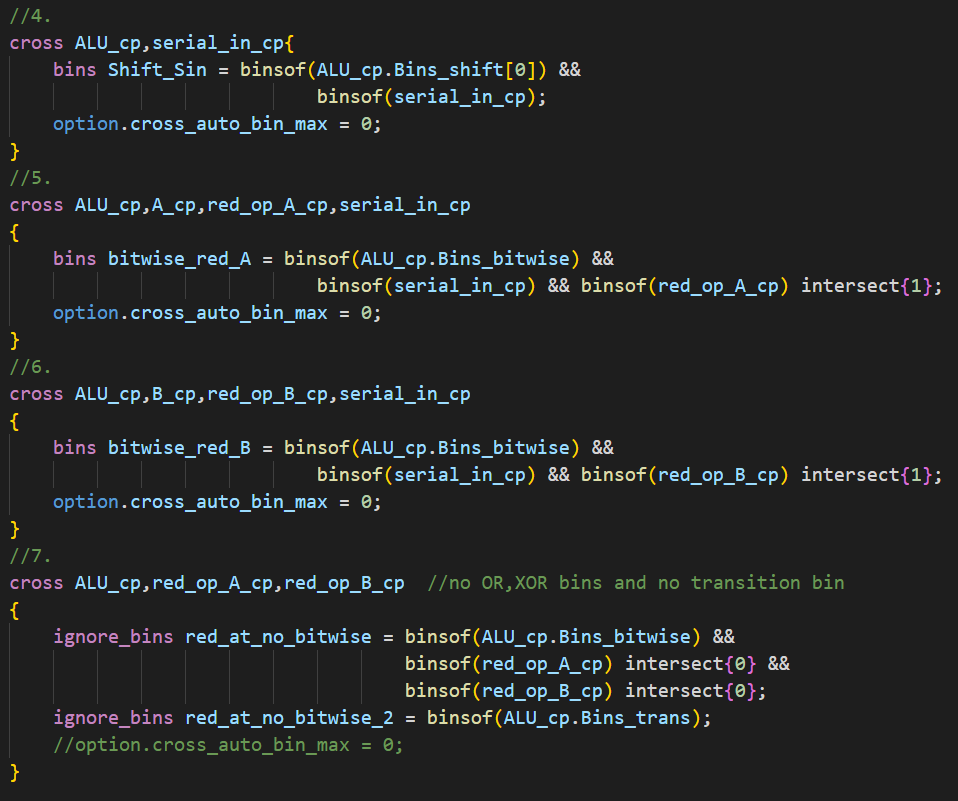 //4.
cross ALU_cp,serial_in_cp{
    bins Shift_Sin = binsof(ALU_cp.Bins_shift[0]) &&
                            binsof(serial_in_cp);
    option.cross_auto_bin_max = 0;
}
//5.
cross ALU_cp,A_cp,red_op_A_cp,serial_in_cp
{
    bins bitwise_red_A = binsof(ALU_cp.Bins_bitwise) &&
                            binsof(serial_in_cp) && binsof(red_op_A_cp) intersect{1};
    option.cross_auto_bin_max = 0;
}
//6.
cross ALU_cp,B_cp,red_op_B_cp,serial_in_cp
{
    bins bitwise_red_B = binsof(ALU_cp.Bins_bitwise) &&
                            binsof(serial_in_cp) && binsof(red_op_B_cp) intersect{1};
    option.cross_auto_bin_max = 0;
}
//7.
cross ALU_cp,red_op_A_cp,red_op_B_cp  //no OR,XOR bins and no transition bin
{
    ignore_bins red_at_no_bitwise = binsof(ALU_cp.Bins_bitwise) &&
                                    binsof(red_op_A_cp) intersect{0} &&
                                    binsof(red_op_B_cp) intersect{0};
    ignore_bins red_at_no_bitwise_2 = binsof(ALU_cp.Bins_trans);
    //option.cross_auto_bin_max = 0;
}